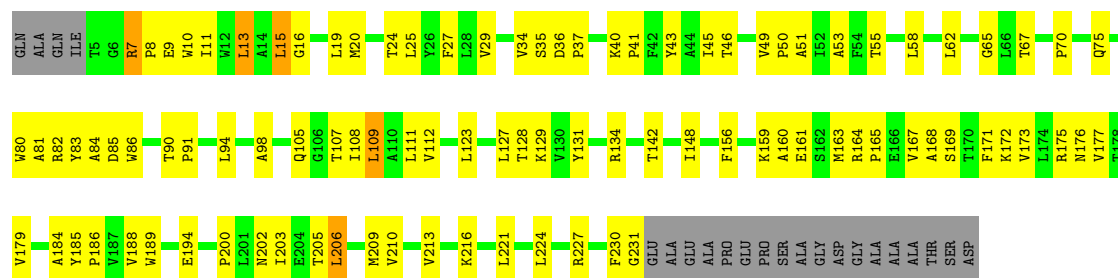 GLN ALA GLN ILE T5 G6 R7 P8 E9 W10 I11 W12 L13 A14 L15 G16 L19 M20 T24 L25 Y26 F27 L28 V29 V34 S35 D36 P37 K40 P41 F42 Y43 A44 I45 T46 V49 P50 A51 I52 A53 F54 T55 L58 L62 G65 L66 T67 P70 Q75
W80 A81 R82 Y83 A84 D85 W86 T90 P91 L94 A98 Q105 G106 T107 I108 L109 A110 L111 V112 L123 L127 T128 K129 V130 Y131 R134 T142 I148 F156 K159 A160 E161 S162 M163 R164 P165 E166 V167 A168 S169 T170 F171 K172 V173 L174 R175 N176 V177 T178
V179 A184 Y185 P186 V187 V188 W189 E194 P200 L201 N202 I203 E204 T205 L206 M209 V210 V213 K216 L221 L224 R227 F230 G231 GLU ALA GLU ALA PRO GLU PRO SER ALA GLY ASP GLY ALA ALA ALA THR SER ASP